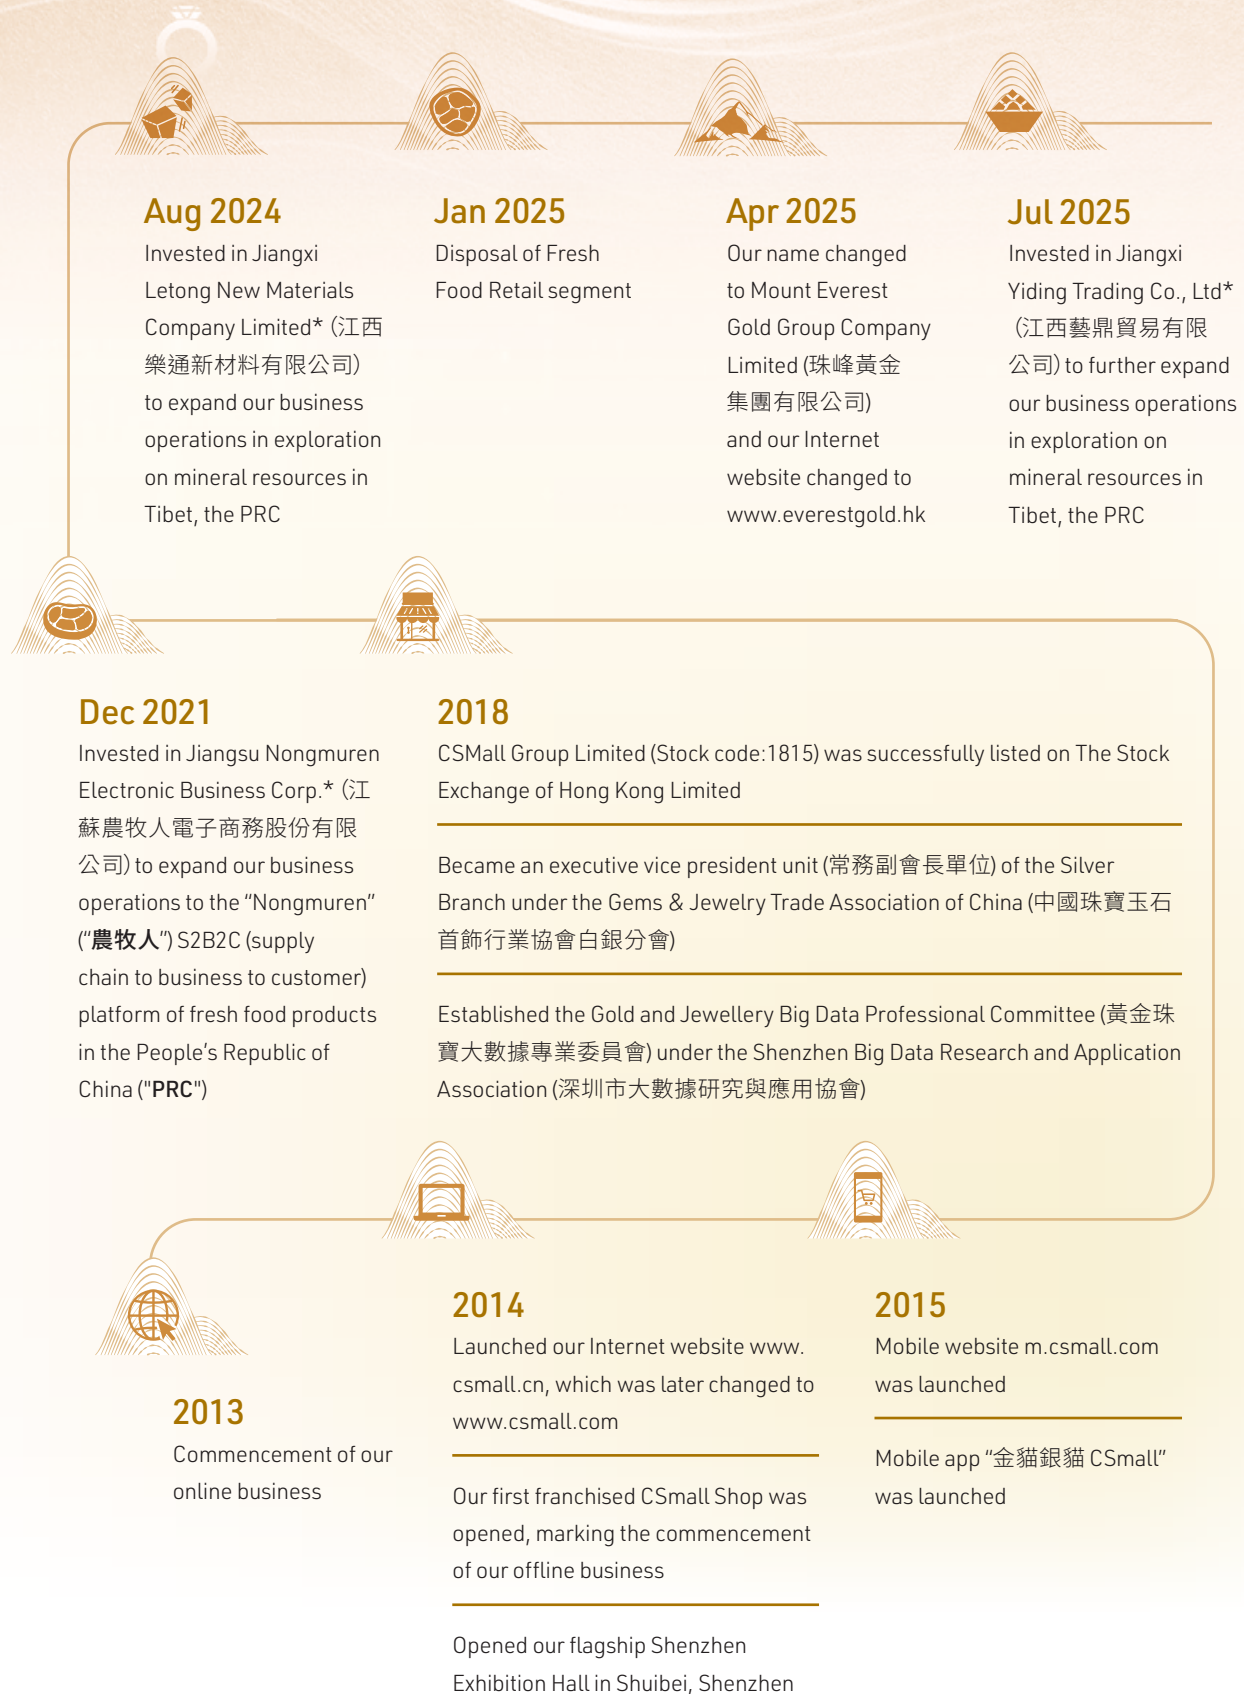 Aug 2024
Invested in Jiangxi
Letong New Materials
Company Limited* (江西
樂通新材料有限公司)
to expand our business
operations in exploration
on mineral resources in
Tibet, the PRC
Jan 2025
Disposal of Fresh
Food Retail segment
Apr 2025
Our name changed
to Mount Everest
Gold Group Company
Limited (珠峰黃金
集團有限公司)
and our Internet
website changed to
www.everestgold.hk
Jul 2025
Invested in Jiangxi
Yiding Trading Co., Ltd*
(江西藝鼎貿易有限
公司) to further expand
our business operations
in exploration on
mineral resources in
Tibet, the PRC
Dec 2021
Invested in Jiangsu Nongmuren
Electronic Business Corp.* (江
蘇農牧人電子商務股份有限
公司) to expand our business
operations to the “Nongmuren”
(“農牧人”) S2B2C (supply
chain to business to customer)
platform of fresh food products
in the People’s Republic of
China ("PRC")
2018
CSMall Group Limited (Stock code:1815) was successfully listed on The Stock
Exchange of Hong Kong Limited
Became an executive vice president unit (常務副會長單位) of the Silver
Branch under the Gems & Jewelry Trade Association of China (中國珠寶玉石
首飾行業協會白銀分會)
Established the Gold and Jewellery Big Data Professional Committee (黃金珠
寶大數據專業委員會) under the Shenzhen Big Data Research and Application
Association (深圳市大數據研究與應用協會)
2013
Commencement of our
online business
2014
Launched our Internet website www.
csmall.cn, which was later changed to
www.csmall.com
Our first franchised CSmall Shop was
opened, marking the commencement
of our offline business
Opened our flagship Shenzhen
Exhibition Hall in Shuibei, Shenzhen
2015
Mobile website m.csmall.com
was launched
Mobile app “金貓銀貓 CSmall”
was launched